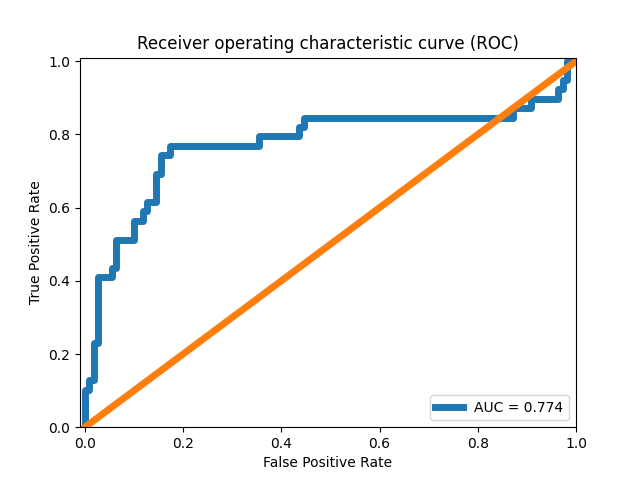 Receiver operating characteristic curve (ROC)
True Positive Rate
1.0
0.8
0.6
0.4
0.2
0.0
0.0 0.2 0.4 0.6 0.8 1.0
False Positive Rate
AUC = 0.774